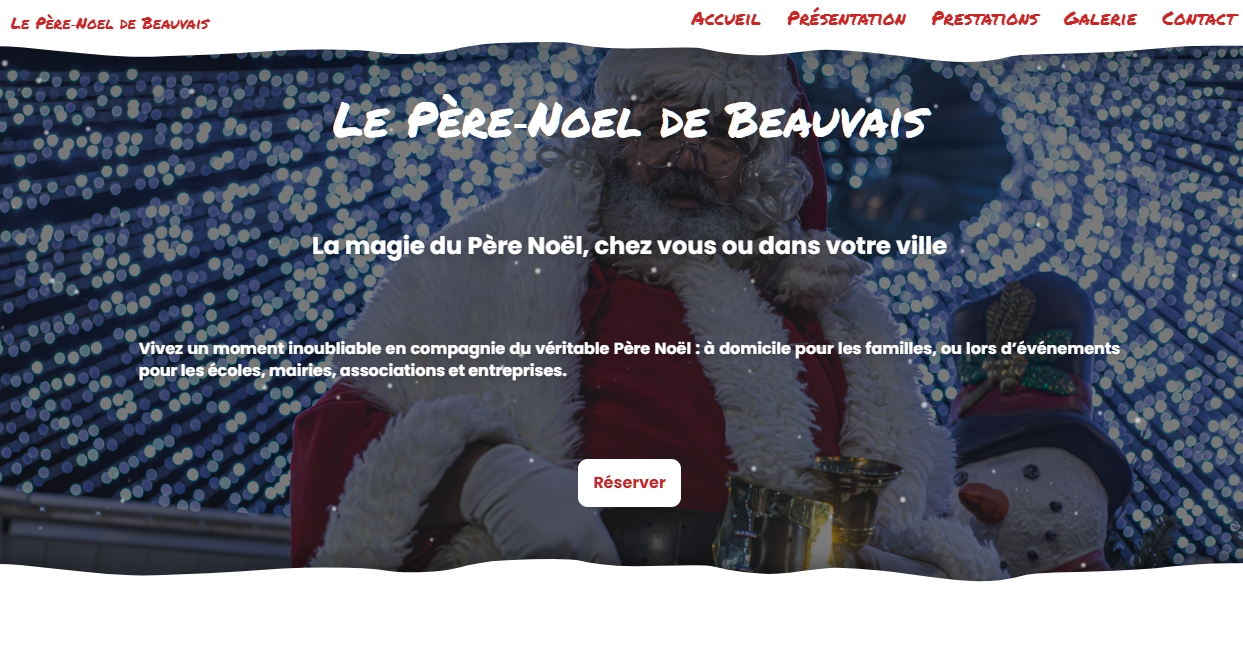 Le Père-Noel de Beauvais
Accueil Présentation Prestations Galerie Contact
Le Père-Noel de Beauvais
La magie du Père Noël, chez vous ou dans votre ville
Vivez un moment inoubliable en compagnie du véritable Père Noël : à domicile pour les familles, ou lors d’événements
pour les écoles, mairies, associations et entreprises.
Réserver